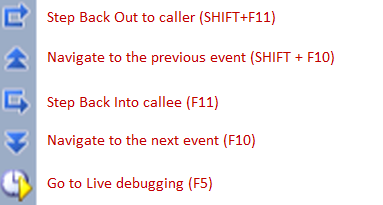 Step Back Out to caller (SHIFT+F11)
Navigate to the previous event (SHIFT + F10)
Step Back Into callee (F11)
Navigate to the next event (F10)
Go to Live debugging (F5)